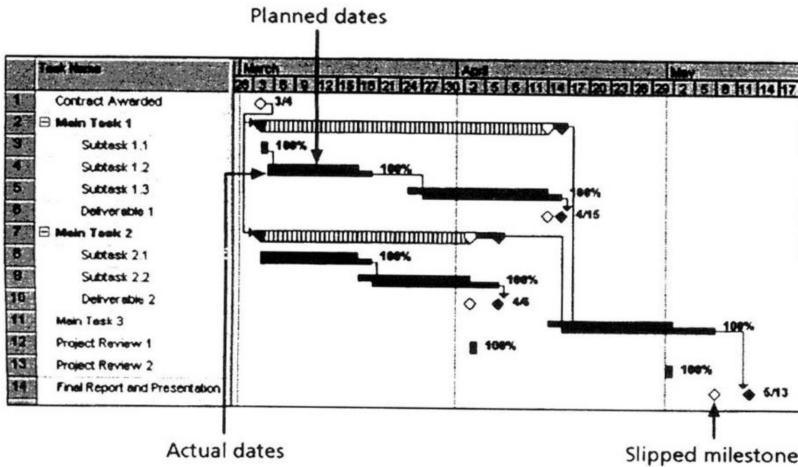 Planned dates
Task Name
March
April
May
28 3 6 9 12 15 18 21 24 27 30 2 5 8 11 14 17 20 23 26 29 2 5 8 11 14 17
1 Contract Awarded 3/4
2 Main Task 1
3 Subtask 1.1 100%
4 Subtask 1.2 100%
5 Subtask 1.3 100%
6 Deliverable 1 4/15
7 Main Task 2
8 Subtask 2.1 100%
9 Subtask 2.2 100%
10 Deliverable 2
11 Main Task 3 100%
12 Project Review 1 100%
13 Project Review 2 100%
14 Final Report and Presentation 5/13
Actual dates
Slipped milestone